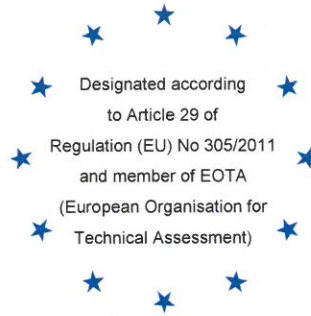 Designated according
to Article 29 of
Regulation (EU) No 305/2011
and member of EOTA
(European Organisation for
Technical Assessment)